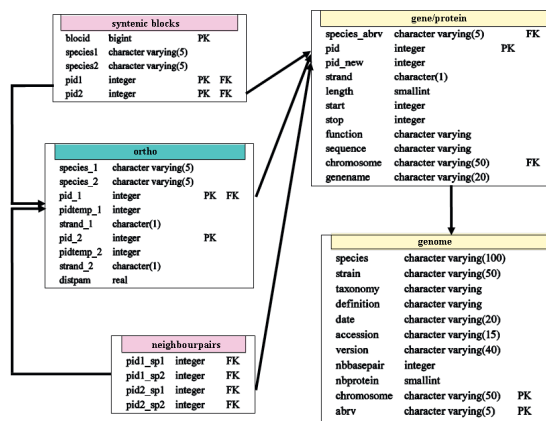 syntenic blocks
blocid bigint PK
species1 character varying(5)
species2 character varying(5)
pid1 integer PK FK
pid2 integer PK FK
ortho
species_1 character varying(5)
species_2 character varying(5)
pid_1 integer PK FK
pidtemp_1 integer
strand_1 character(1)
pid_2 integer PK
pidtemp_2 integer
strand_2 character(1)
distpam real
neighbourpairs
pid1_sp1 integer FK
pid1_sp2 integer FK
pid2_sp1 integer FK
pid2_sp2 integer FK
gene/protein
species_abrv character varying(5) FK
pid integer PK
pid_new integer
strand character(1)
length smallint
start integer
stop integer
function character varying
sequence character varying
chromosome character varying(50) FK
genename character varying(20)
genome
species character varying(100)
strain character varying(50)
taxonomy character varying
definition character varying
date character varying(20)
accession character varying(15)
version character varying(40)
nbbasepair integer
nbprotein smallint
chromosome character varying(50) PK
abrv character varying(5) PK